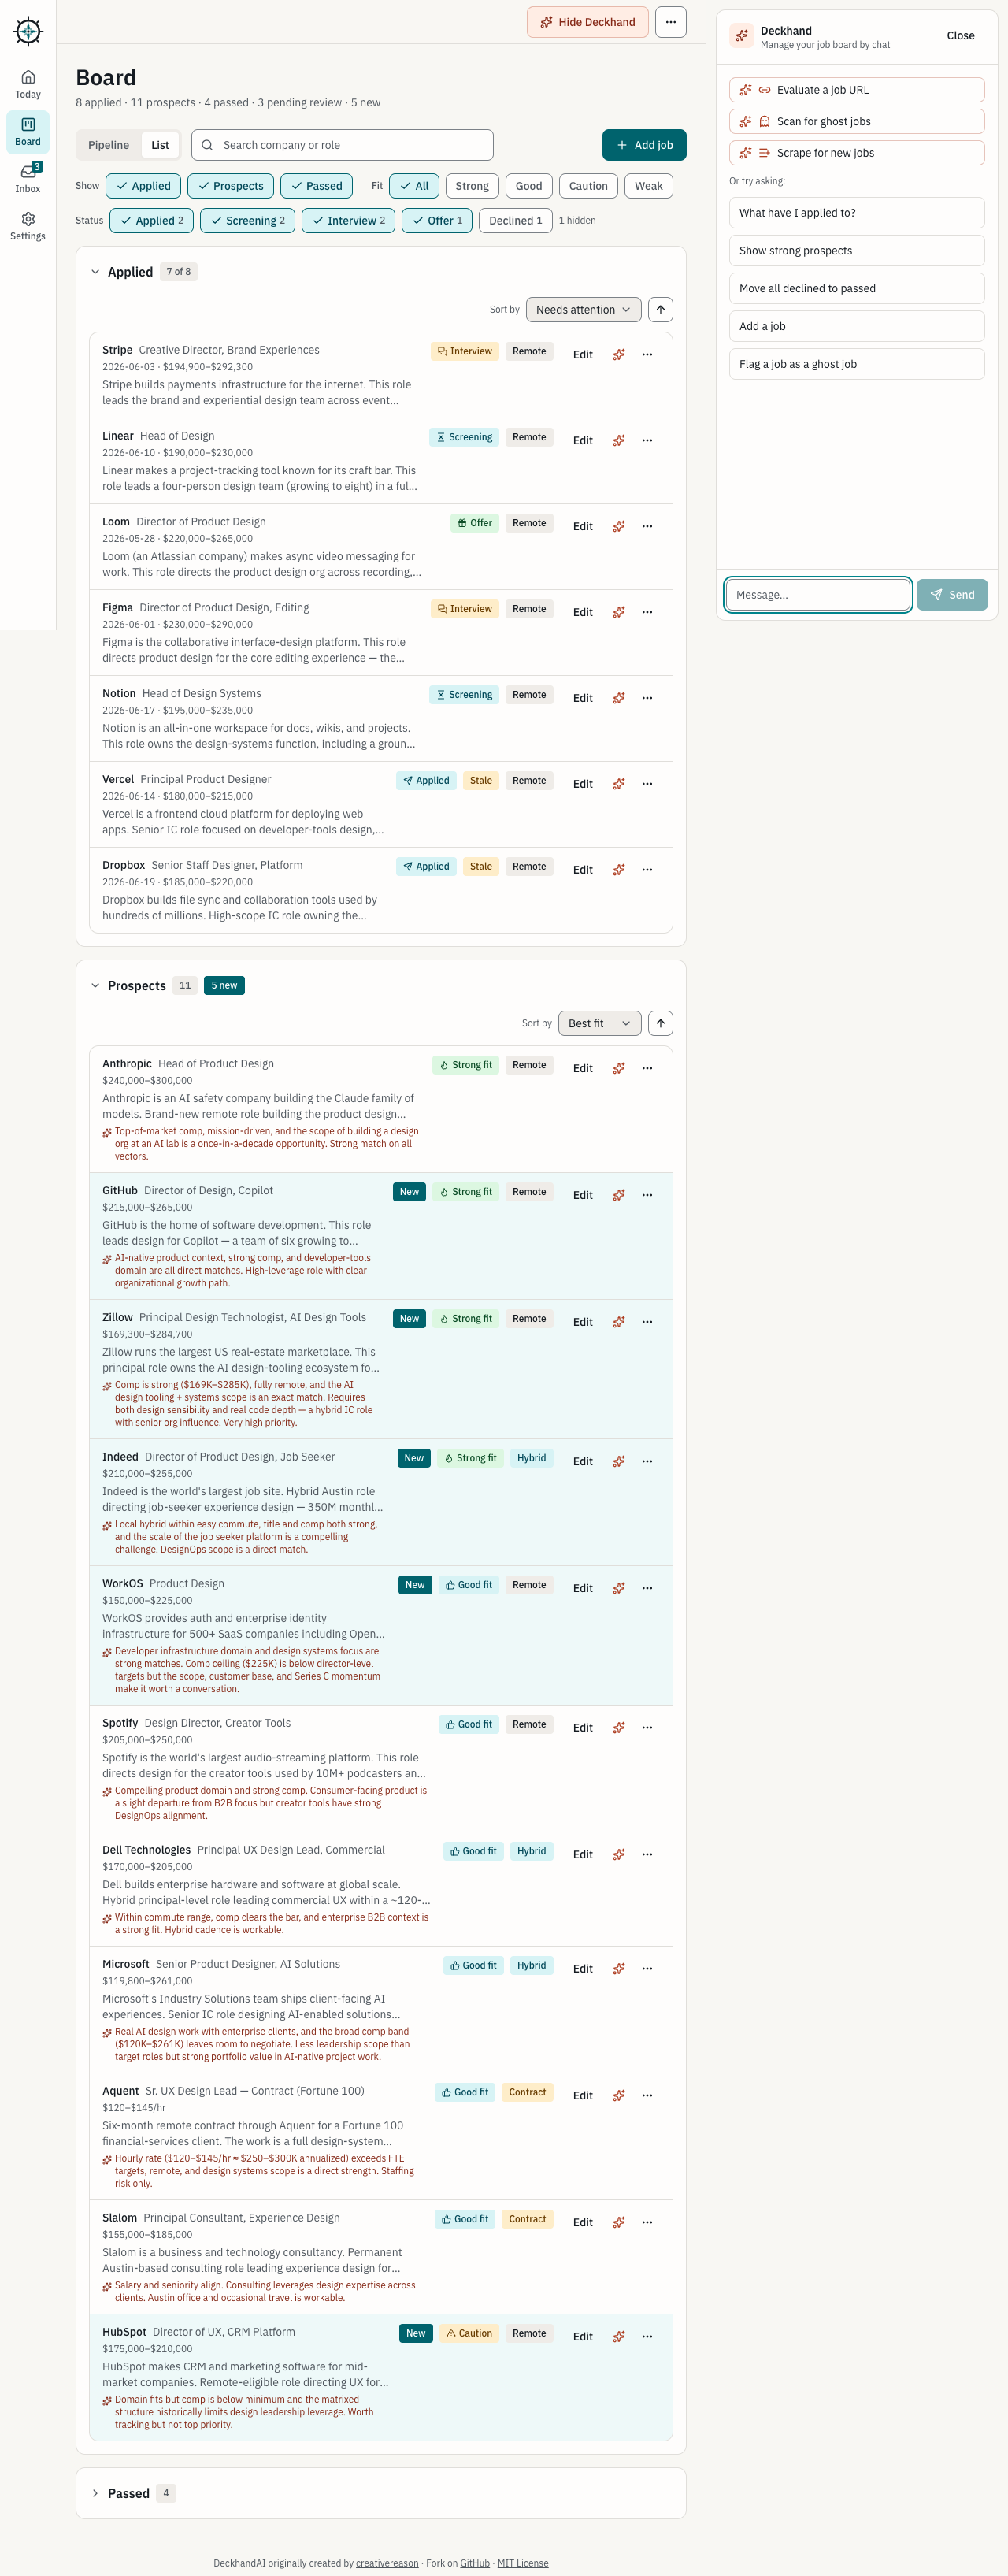 Today
Board
3
Inbox
Settings
Hide Deckhand
Board
8 applied · 11 prospects · 4 passed · 3 pending review · 5 new
Pipeline
List
Search company or role
Add job
Show
Applied
Prospects
Passed
Fit
All
Strong
Good
Caution
Weak
Status
Applied 2
Screening 2
Interview 2
Offer 1
Declined 1
1 hidden
Applied
7 of 8
Sort by
Needs attention
Stripe Creative Director, Brand Experiences
Interview
Remote
Edit
2026-06-03 · $194,900–$292,300
Stripe builds payments infrastructure for the internet. This role
leads the brand and experiential design team across event...
Linear Head of Design
Screening
Remote
Edit
2026-06-10 · $190,000–$230,000
Linear makes a project-tracking tool known for its craft bar. This
role leads a four-person design team (growing to eight) in a ful...
Loom Director of Product Design
Offer
Remote
Edit
2026-05-28 · $220,000–$265,000
Loom (an Atlassian company) makes async video messaging for
work. This role directs the product design org across recording,...
Figma Director of Product Design, Editing
Interview
Remote
Edit
2026-06-01 · $230,000–$290,000
Figma is the collaborative interface-design platform. This role
directs product design for the core editing experience — the...
Notion Head of Design Systems
Screening
Remote
Edit
2026-06-17 · $195,000–$235,000
Notion is an all-in-one workspace for docs, wikis, and projects.
This role owns the design-systems function, including a groun...
Vercel Principal Product Designer
Applied
Stale
Remote
Edit
2026-06-14 · $180,000–$215,000
Vercel is a frontend cloud platform for deploying web
apps. Senior IC role focused on developer-tools design,...
Dropbox Senior Staff Designer, Platform
Applied
Stale
Remote
Edit
2026-06-19 · $185,000–$220,000
Dropbox builds file sync and collaboration tools used by
hundreds of millions. High-scope IC role owning the...
Prospects
11
5 new
Sort by
Best fit
Anthropic Head of Product Design
Strong fit
Remote
Edit
$240,000–$300,000
Anthropic is an AI safety company building the Claude family of
models. Brand-new remote role building the product design...
Top-of-market comp, mission-driven, and the scope of building a design
org at an AI lab is a once-in-a-decade opportunity. Strong match on all
vectors.
GitHub Director of Design, Copilot
New
Strong fit
Remote
Edit
$215,000–$265,000
GitHub is the home of software development. This role
leads design for Copilot — a team of six growing to...
AI-native product context, strong comp, and developer-tools
domain are all direct matches. High-leverage role with clear
organizational growth path.
Zillow Principal Design Technologist, AI Design Tools
New
Strong fit
Remote
Edit
$169,300–$284,700
Zillow runs the largest US real-estate marketplace. This
principal role owns the AI design-tooling ecosystem fo...
Comp is strong ($169K–$285K), fully remote, and the AI
design tooling + systems scope is an exact match. Requires
both design sensibility and real code depth — a hybrid IC role
with senior org influence. Very high priority.
Indeed Director of Product Design, Job Seeker
New
Strong fit
Hybrid
Edit
$210,000–$255,000
Indeed is the world's largest job site. Hybrid Austin role
directing job-seeker experience design — 350M monthl...
Local hybrid within easy commute, title and comp both strong,
and the scale of the job seeker platform is a compelling
challenge. DesignOps scope is a direct match.
WorkOS Product Design
New
Good fit
Remote
Edit
$150,000–$225,000
WorkOS provides auth and enterprise identity
infrastructure for 500+ SaaS companies including Open...
Developer infrastructure domain and design systems focus are
strong matches. Comp ceiling ($225K) is below director-level
targets but the scope, customer base, and Series C momentum
make it worth a conversation.
Spotify Design Director, Creator Tools
Good fit
Remote
Edit
$205,000–$250,000
Spotify is the world's largest audio-streaming platform. This role
directs design for the creator tools used by 10M+ podcasters an...
Compelling product domain and strong comp. Consumer-facing product is
a slight departure from B2B focus but creator tools have strong
DesignOps alignment.
Dell Technologies Principal UX Design Lead, Commercial
Good fit
Hybrid
Edit
$170,000–$205,000
Dell builds enterprise hardware and software at global scale.
Hybrid principal-level role leading commercial UX within a ~120-...
Within commute range, comp clears the bar, and enterprise B2B context is
a strong fit. Hybrid cadence is workable.
Microsoft Senior Product Designer, AI Solutions
Good fit
Hybrid
Edit
$119,800–$261,000
Microsoft's Industry Solutions team ships client-facing AI
experiences. Senior IC role designing AI-enabled solutions...
Real AI design work with enterprise clients, and the broad comp band
($120K–$261K) leaves room to negotiate. Less leadership scope than
target roles but strong portfolio value in AI-native project work.
Aquent Sr. UX Design Lead — Contract (Fortune 100)
Good fit
Contract
Edit
$120–$145/hr
Six-month remote contract through Aquent for a Fortune 100
financial-services client. The work is a full design-system...
Hourly rate ($120–$145/hr ≈ $250–$300K annualized) exceeds FTE
targets, remote, and design systems scope is a direct strength. Staffing
risk only.
Slalom Principal Consultant, Experience Design
Good fit
Contract
Edit
$155,000–$185,000
Slalom is a business and technology consultancy. Permanent
Austin-based consulting role leading experience design for...
Salary and seniority align. Consulting leverages design expertise across
clients. Austin office and occasional travel is workable.
HubSpot Director of UX, CRM Platform
New
Caution
Remote
Edit
$175,000–$210,000
HubSpot makes CRM and marketing software for mid-
market companies. Remote-eligible role directing UX for...
Domain fits but comp is below minimum and the matrixed
structure historically limits design leadership leverage. Worth
tracking but not top priority.
Passed
4
DeckhandAI originally created by creativereason · Fork on GitHub · MIT License
Deckhand
Manage your job board by chat
Close
Evaluate a job URL
Scan for ghost jobs
Scrape for new jobs
Or try asking:
What have I applied to?
Show strong prospects
Move all declined to passed
Add a job
Flag a job as a ghost job
Message...
Send